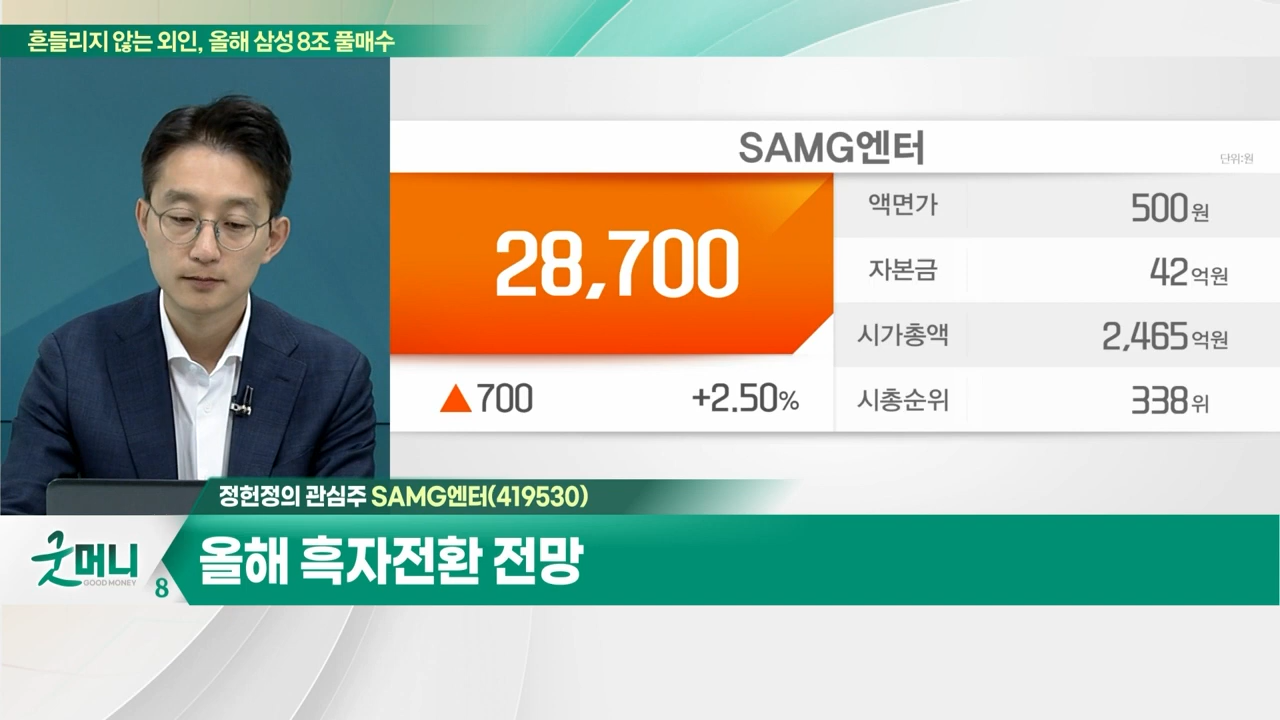 흔들리지 않는 외인, 올해 삼성 8조 풀매수
SAMG엔터
단위:원
28,700
▲700 +2.50%
액면가 500원
자본금 42억원
시가총액 2,465억원
시총순위 338위
정헌정의 관심주 SAMG엔터(419530)
굿머니
GOOD MONEY
8
올해 흑자전환 전망